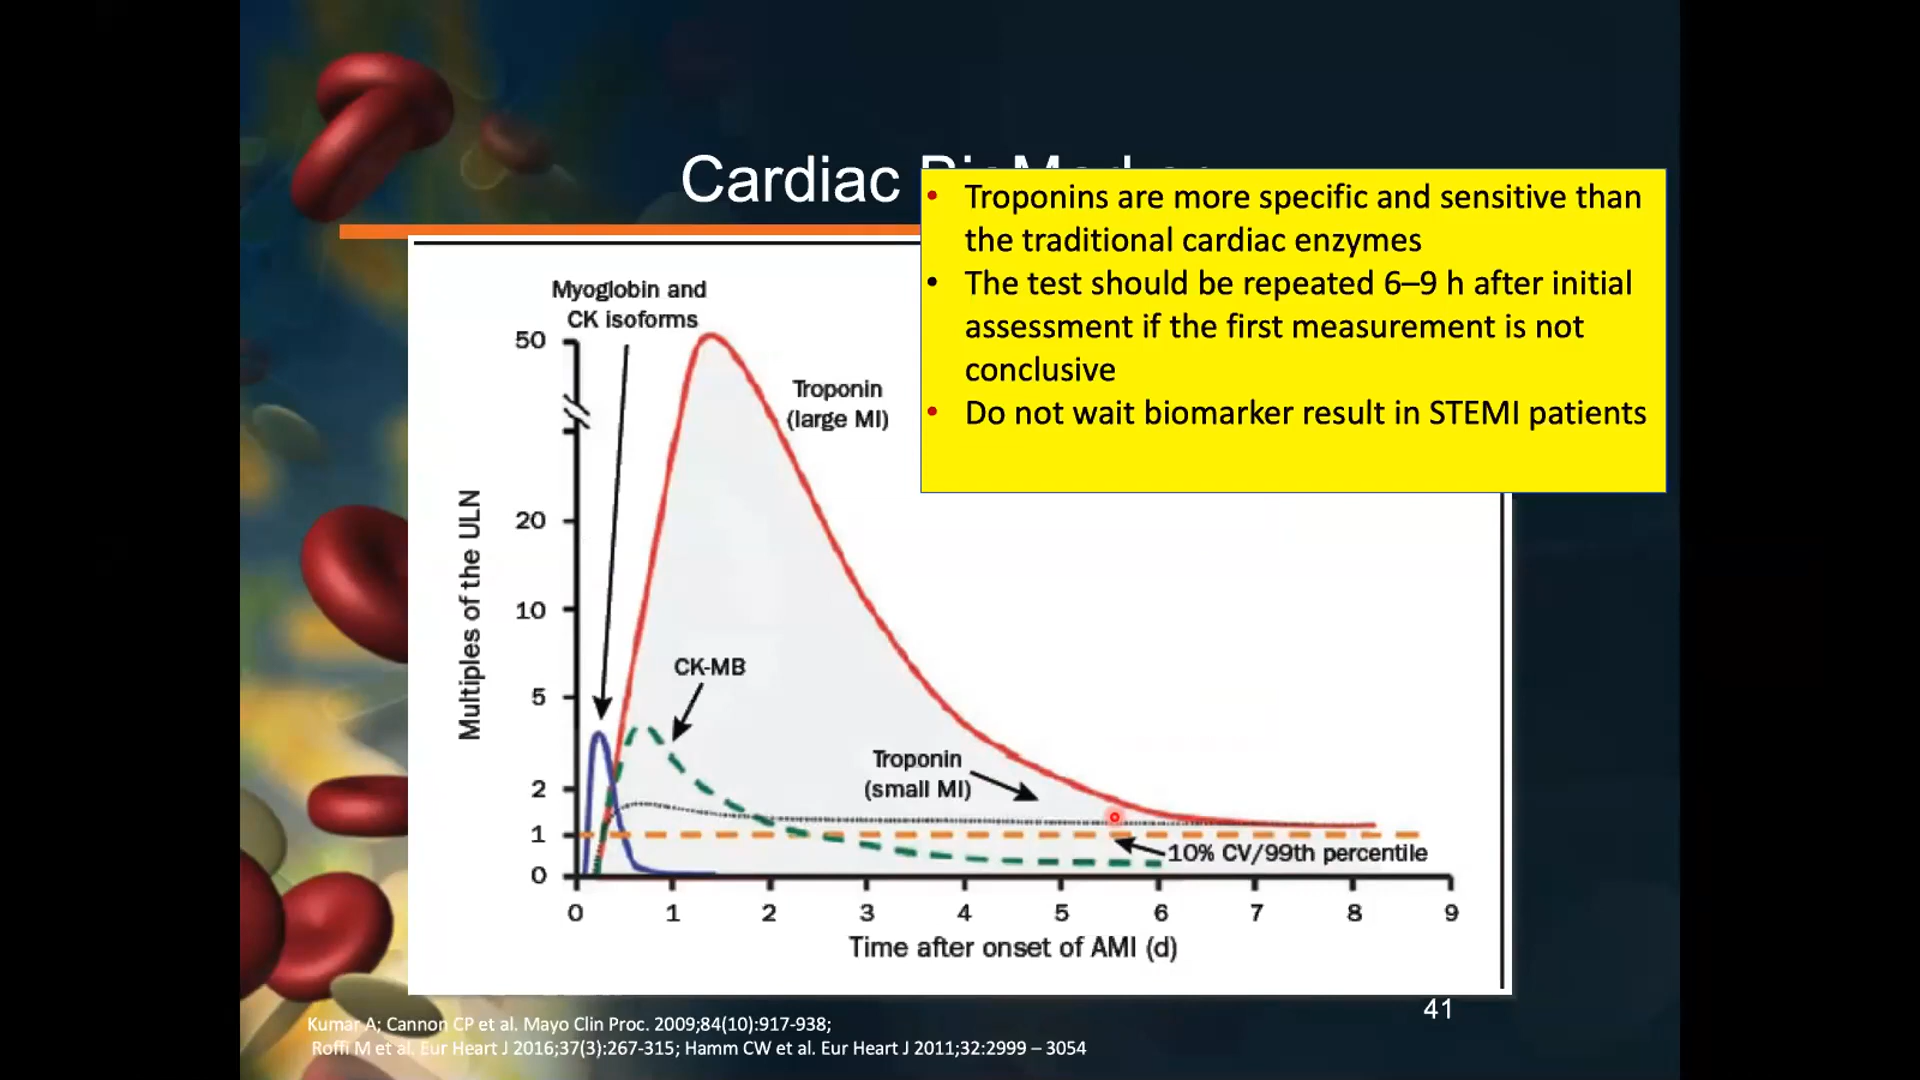 Cardiac
• Troponins are more specific and sensitive than
the traditional cardiac enzymes
• The test should be repeated 6–9 h after initial
assessment if the first measurement is not
conclusive
• Do not wait biomarker result in STEMI patients
Myoglobin and
CK isoforms
50
Troponin
(large MI)
Multiples of the ULN
20
10
CK-MB
5
Troponin
(small MI)
2
1
10% CV/99th percentile
0
0 1 2 3 4 5 6 7 8 9
Time after onset of AMI (d)
41
Kumar A; Cannon CP et al. Mayo Clin Proc. 2009;84(10):917-938;
Roffi M et al. Eur Heart J 2016;37(3):267-315; Hamm CW et al. Eur Heart J 2011;32:2999 – 3054